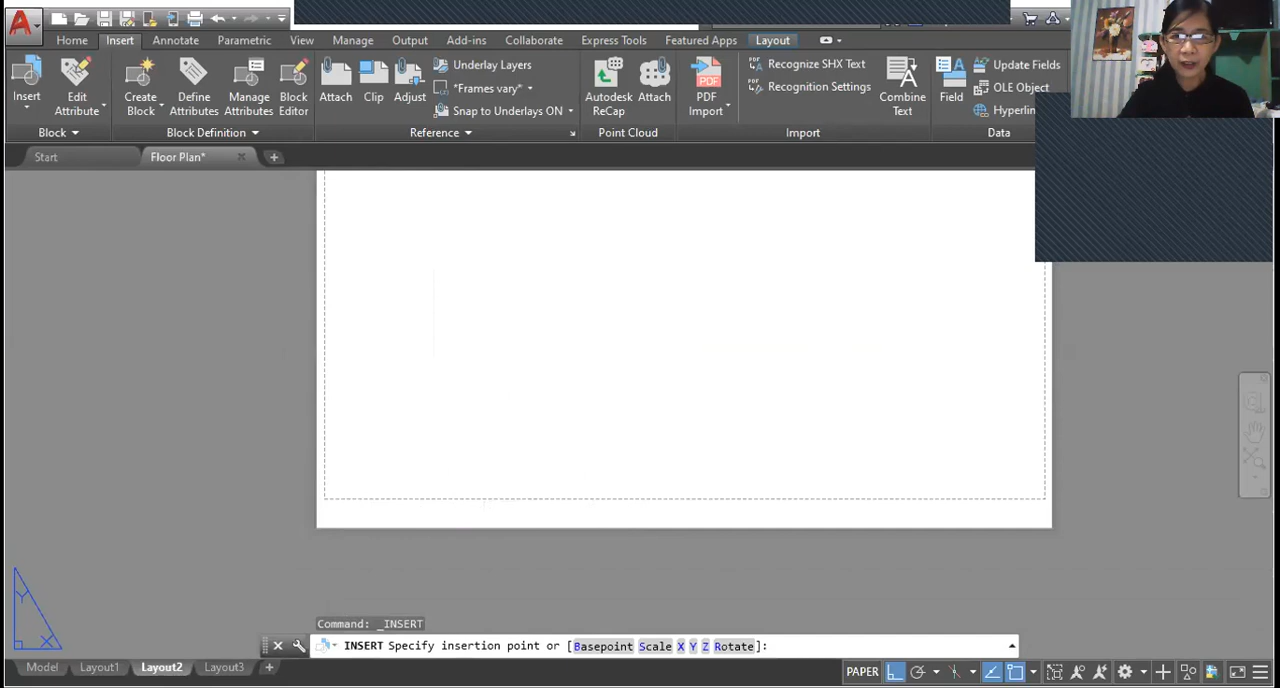 Home Insert Annotate Parametric View Manage Output Add-ins Collaborate Express Tools Featured Apps Layout
Insert
Edit
Attribute
Create
Block
Define
Attributes
Manage
Attributes
Block
Editor
Attach
Clip
Adjust
Underlay Layers
*Frames vary*
Snap to Underlays ON
Autodesk
ReCap
Attach
PDF
Import
Recognize SHX Text
Recognition Settings
Combine
Text
Field
Update Fields
OLE Object
Hyperlin
Block Block Definition Reference Point Cloud Import Data
Start Floor Plan*
Y
X
Command: _INSERT
INSERT Specify insertion point or [Basepoint Scale X Y Z Rotate]:
Model Layout1 Layout2 Layout3 + PAPER